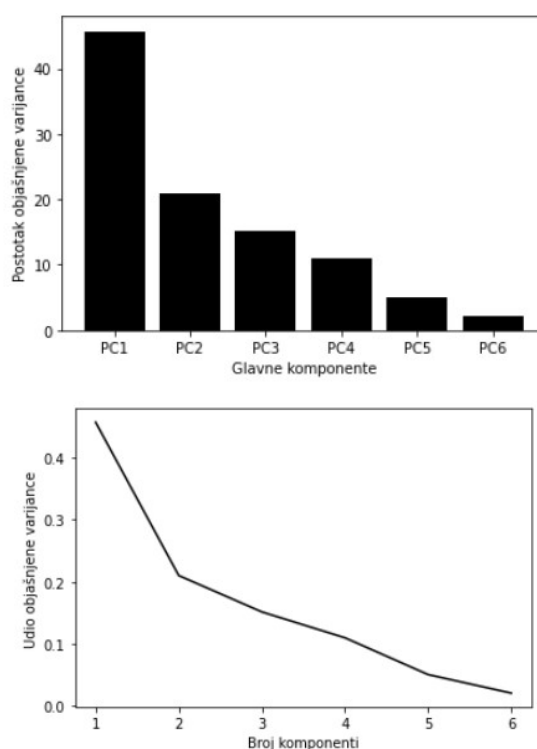 Postotak objašnjene varijance
40
30
20
10
0
PC1 PC2 PC3 PC4 PC5 PC6
Glavne komponente
Udio objašnjene varijance
0.4
0.3
0.2
0.1
0.0
1 2 3 4 5 6
Broj komponenti